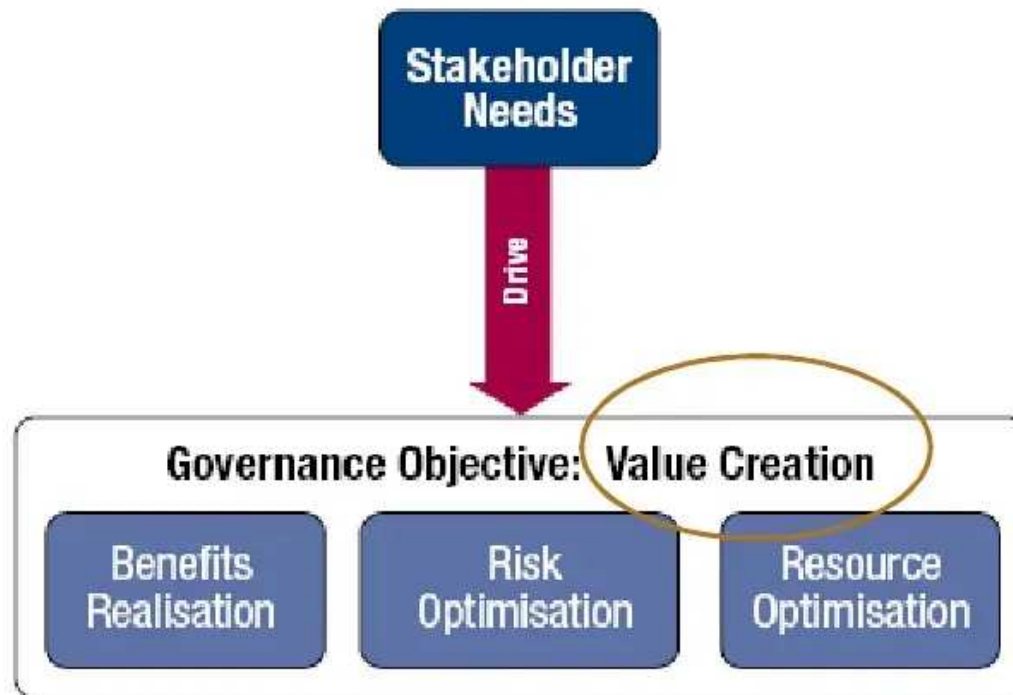 Stakeholder
Needs
Drive
Governance Objective: Value Creation
Benefits
Realisation
Risk
Optimisation
Resource
Optimisation